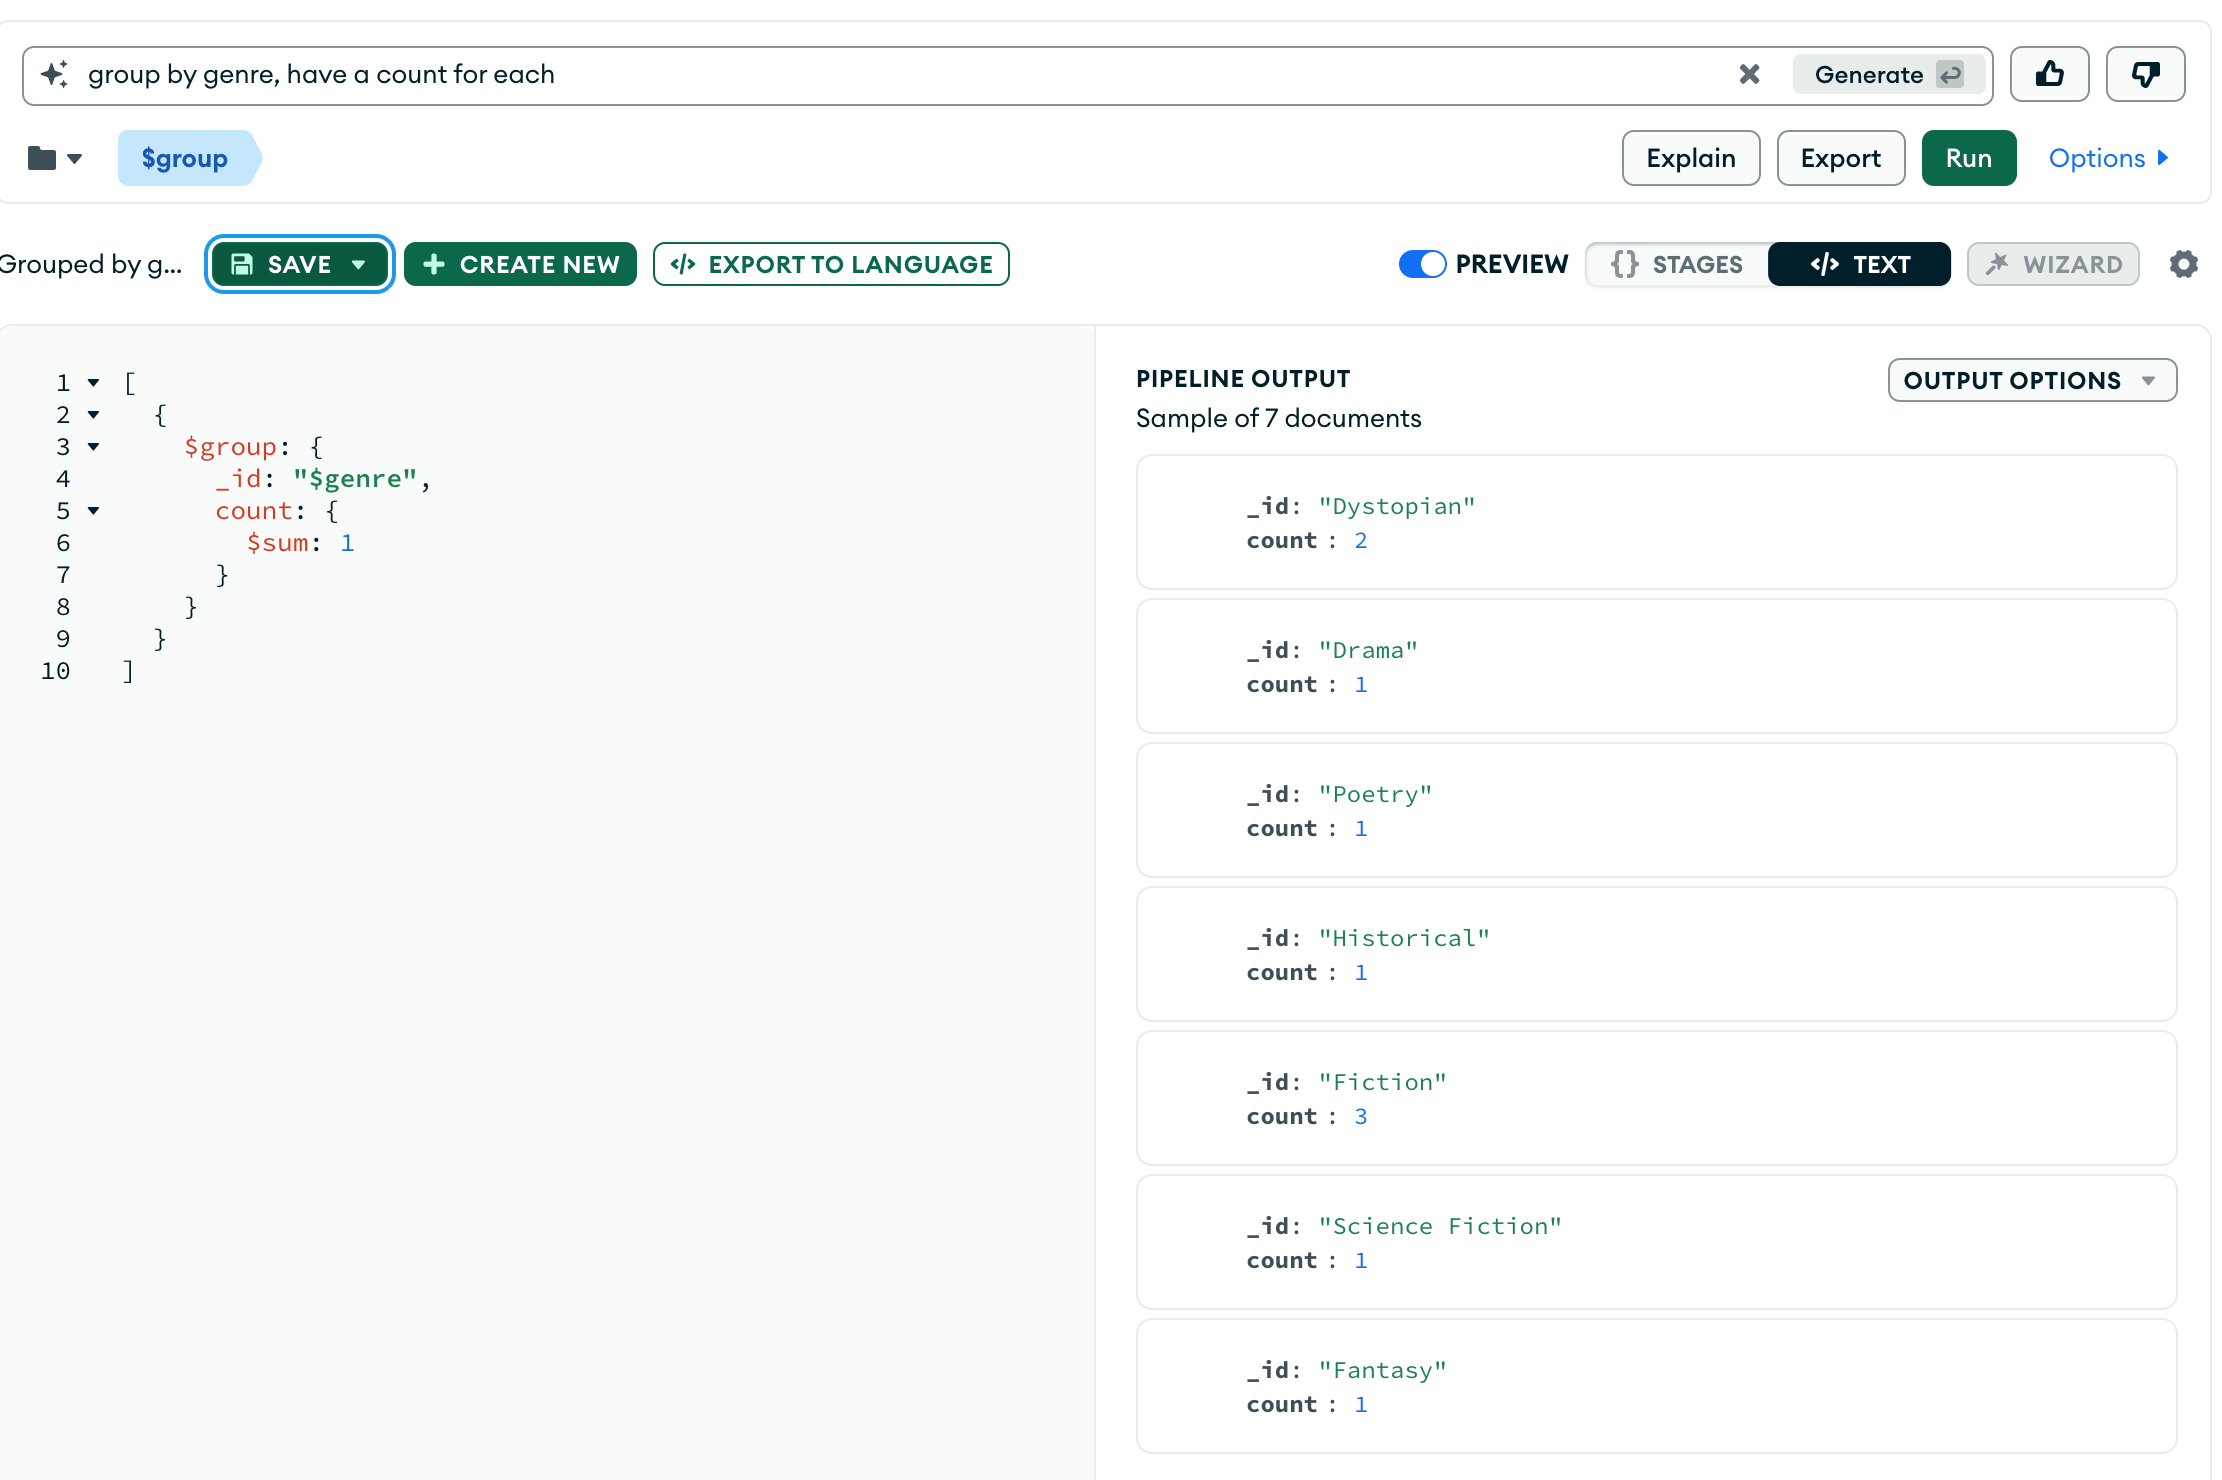 group by genre, have a count for each
Generate
$group
Explain
Export
Run
Options
Grouped by g...
SAVE
CREATE NEW
</> EXPORT TO LANGUAGE
PREVIEW
{} STAGES
</> TEXT
WIZARD
1 [
2 {
3 $group: {
4 _id: "$genre",
5 count: {
6 $sum: 1
7 }
8 }
9 }
10 ]
PIPELINE OUTPUT
OUTPUT OPTIONS
Sample of 7 documents
_id: "Dystopian"
count : 2
_id: "Drama"
count : 1
_id: "Poetry"
count : 1
_id: "Historical"
count : 1
_id: "Fiction"
count : 3
_id: "Science Fiction"
count : 1
_id: "Fantasy"
count : 1